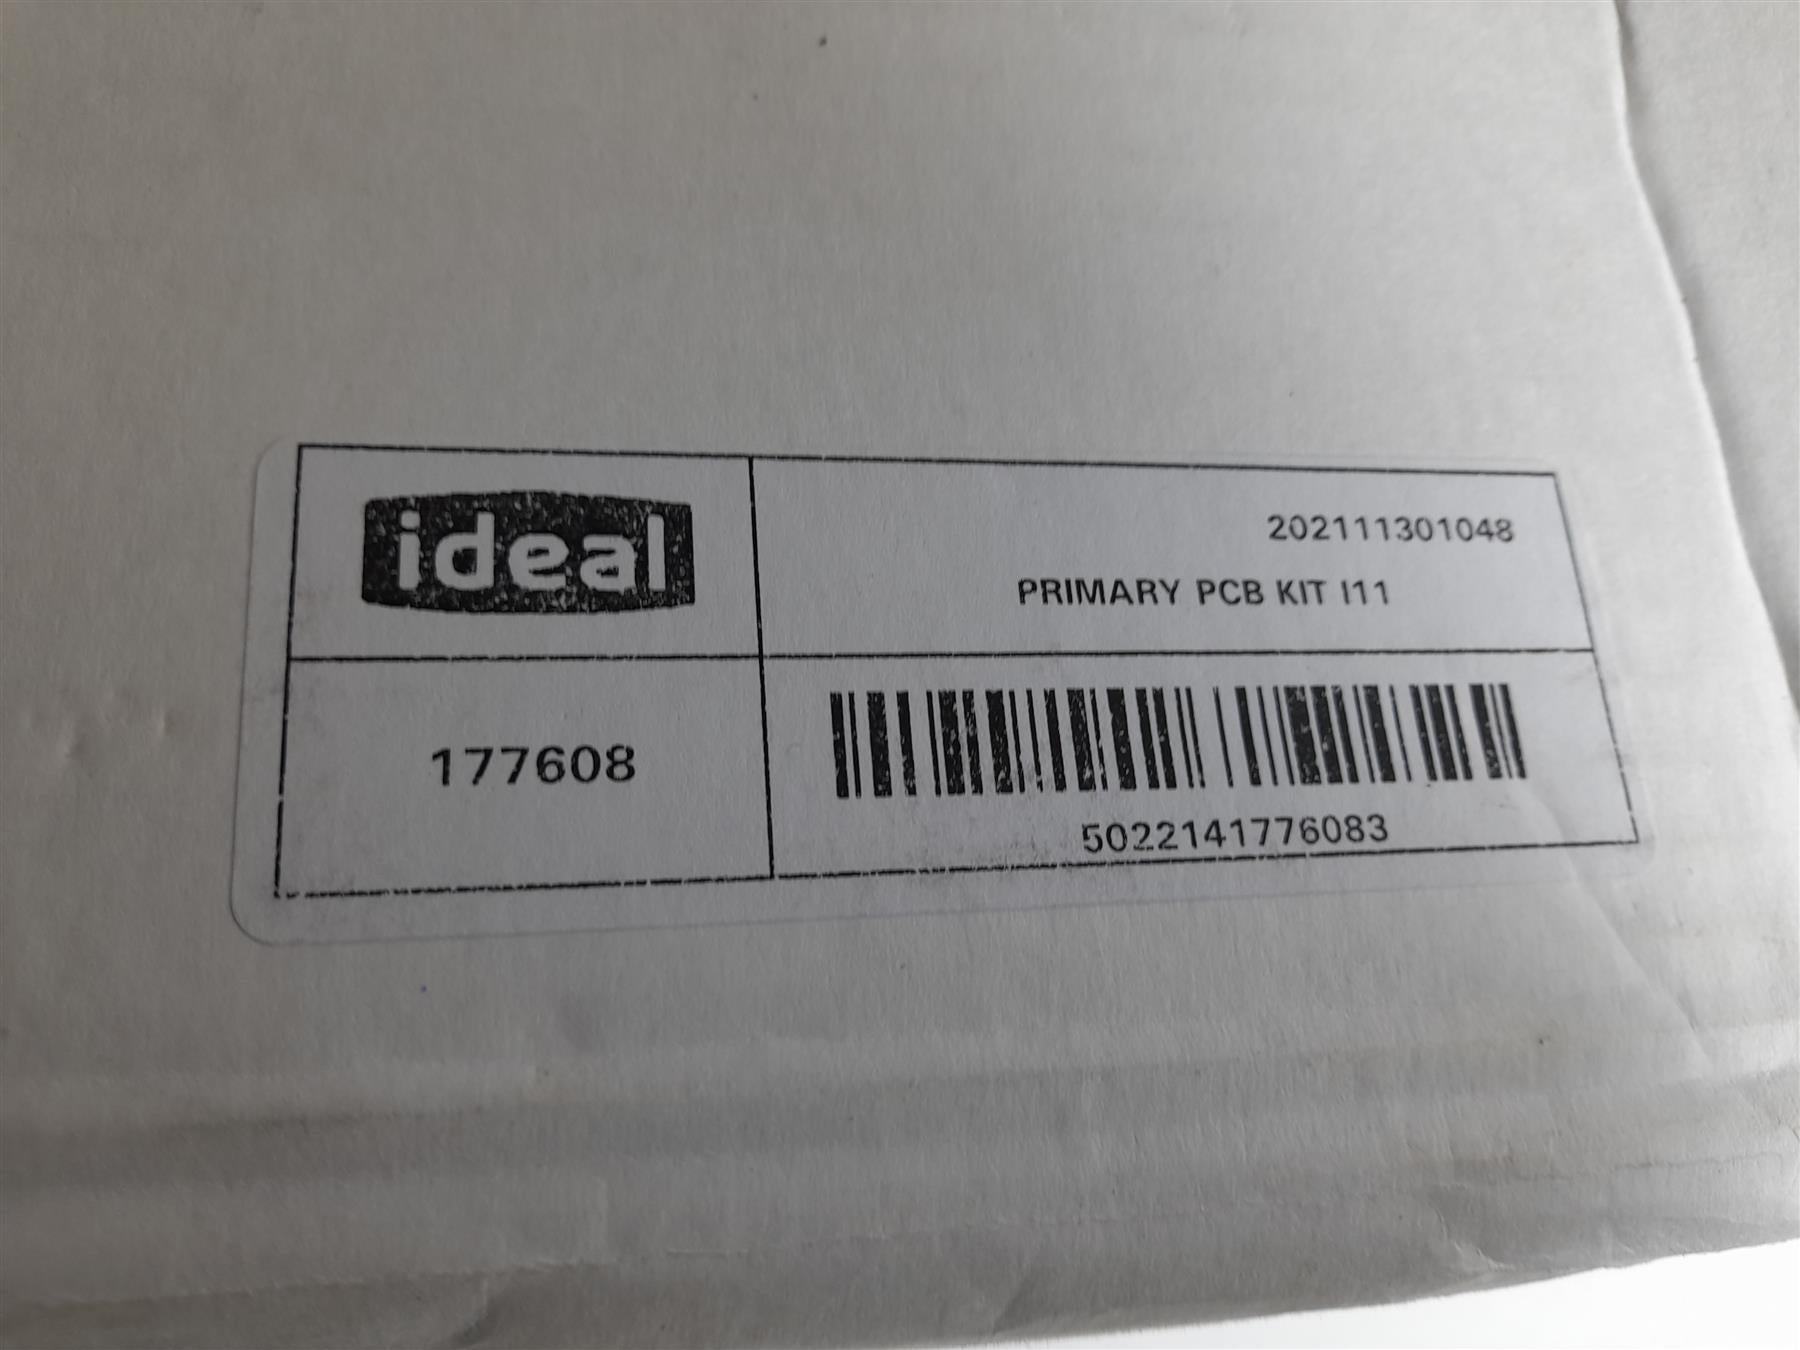 ideal
202111301048
PRIMARY PCB KIT I11
177608
5022141776083